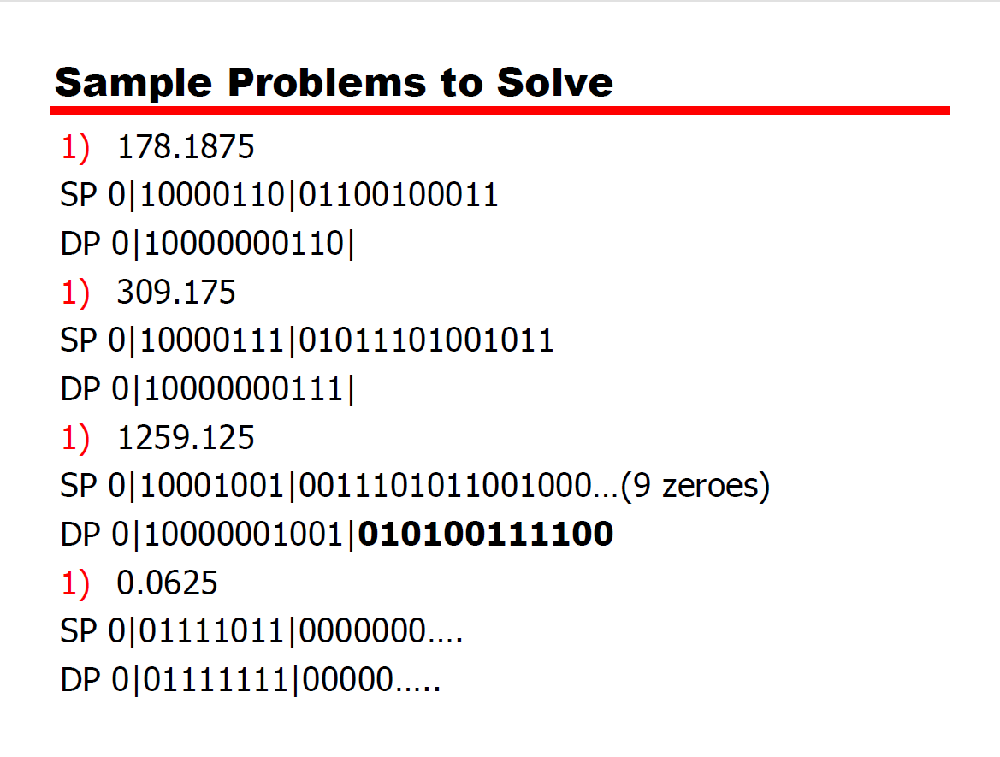 Sample Problems to Solve
1) 178.1875
SP 0|10000110|01100100011
DP 0|10000000110|
1) 309.175
SP 0|10000111|01011101001011
DP 0|10000000111|
1) 1259.125
SP 0|10001001|0011101011001000…(9 zeroes)
DP 0|10000001001|010100111100
1) 0.0625
SP 0|01111011|0000000….
DP 0|01111111|00000…..